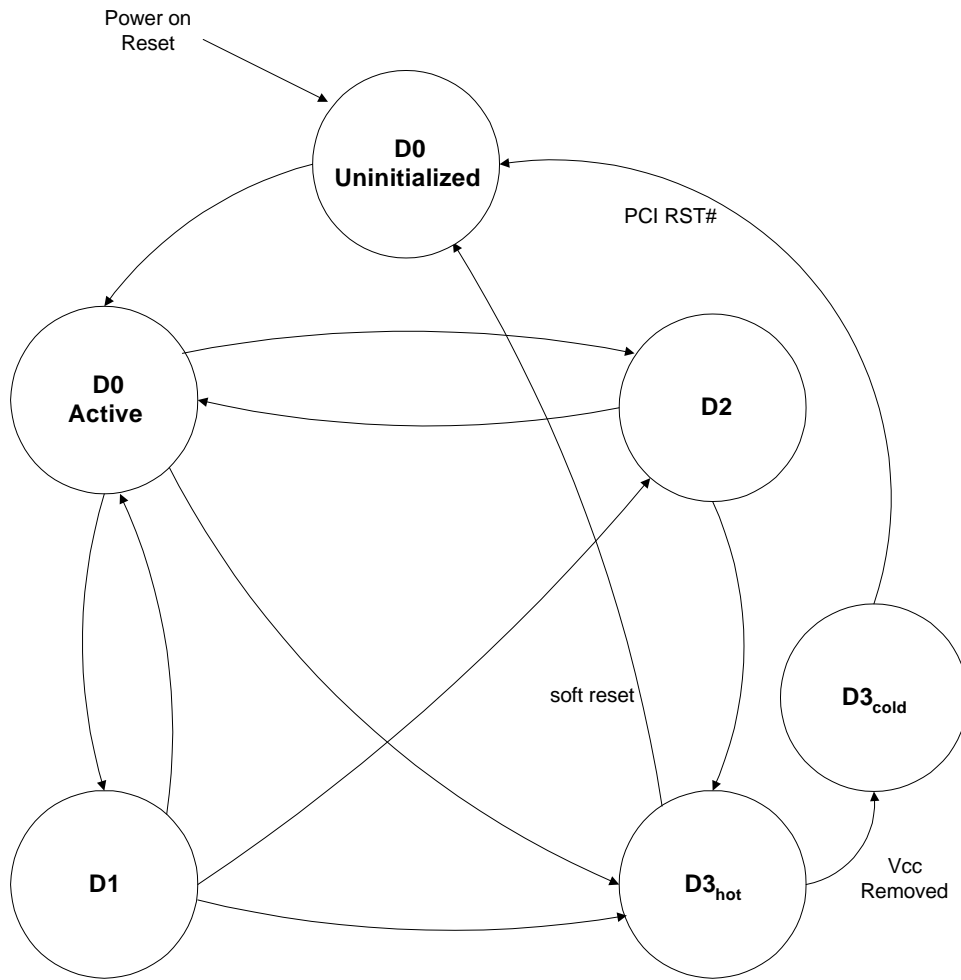 Power on
Reset
D0
Uninitialized
PCI RST#
D0
Active
D2
soft reset
D3cold
D1
D3hot
Vcc
Removed